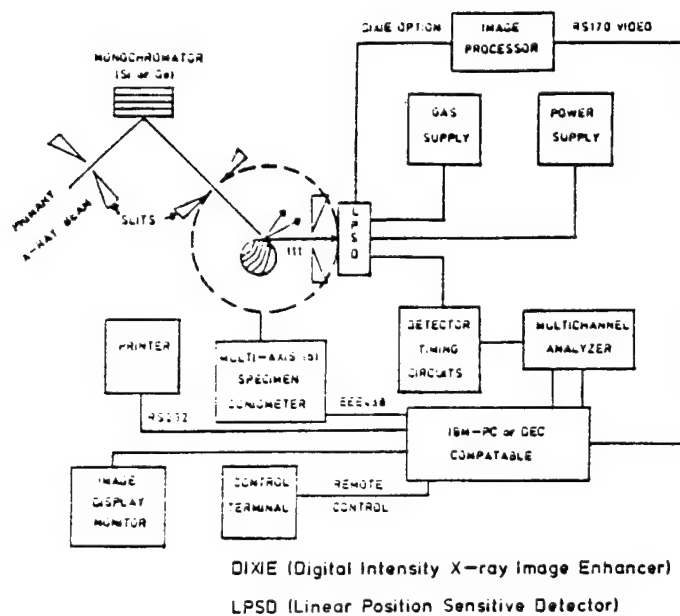 DIXIE OPTION
IMAGE
PROCESSOR
RS170 VIDEO
MONOCHROMATOR
(Si or Ge)
GAS
SUPPLY
POWER
SUPPLY
PRIMARY
X-RAY BEAM
SLITS
LPSD
111
PRINTER
MULTI-AXIS (5)
SPECIMEN
GONIOMETER
DETECTOR
TIMING
CIRCUITS
MULTICHANNEL
ANALYZER
RS232
IBM-PC or DEC
COMPATABLE
IMAGE
DISPLAY
MONITOR
CONTROL
TERMINAL
REMOTE
CONTROL
DIXIE (Digital Intensity X-ray Image Enhancer)
LPSD (Linear Position Sensitive Detector)